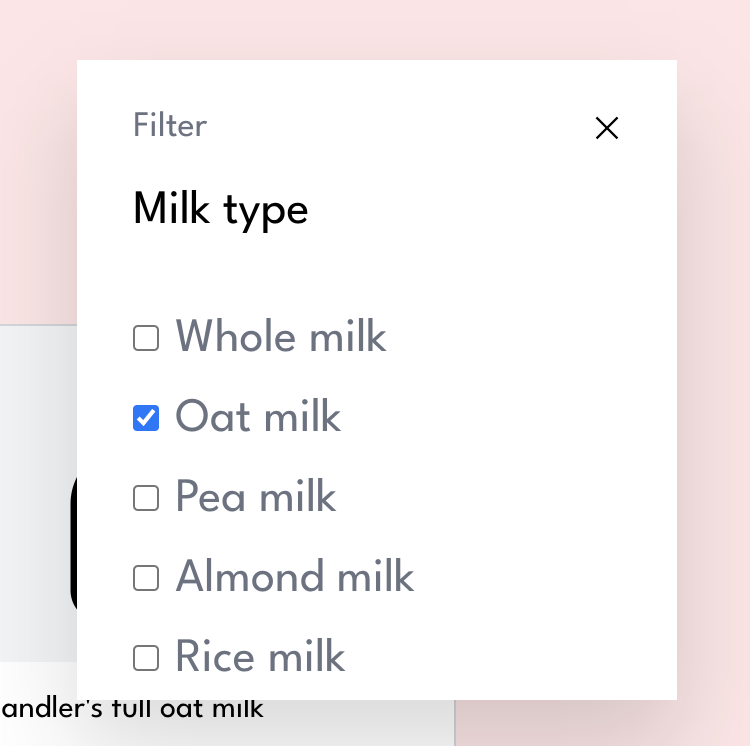 Filter
Milk type
Whole milk
Oat milk
Pea milk
Almond milk
Rice milk
andler's full oat milk